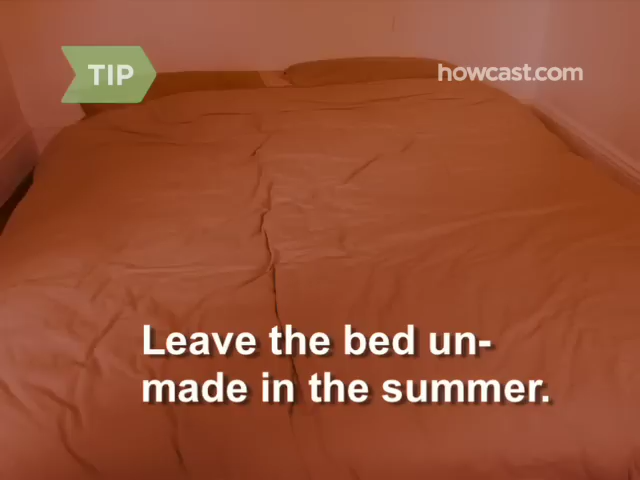 TIP
howcast.com
Leave the bed un-
made in the summer.